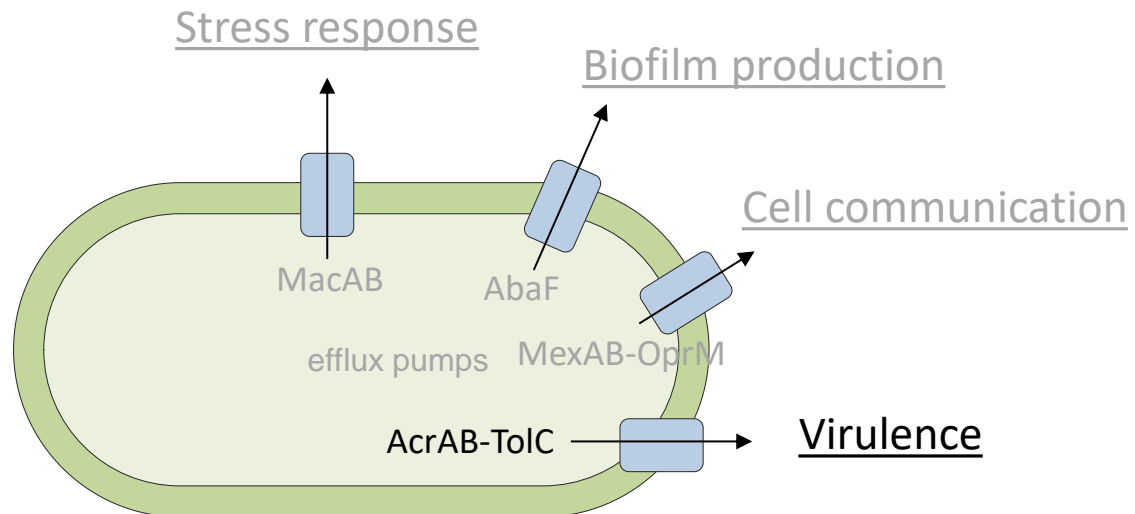 Stress response
Biofilm production
Cell communication
MacAB
AbaF
efflux pumps
MexAB-OprM
AcrAB-TolC
Virulence